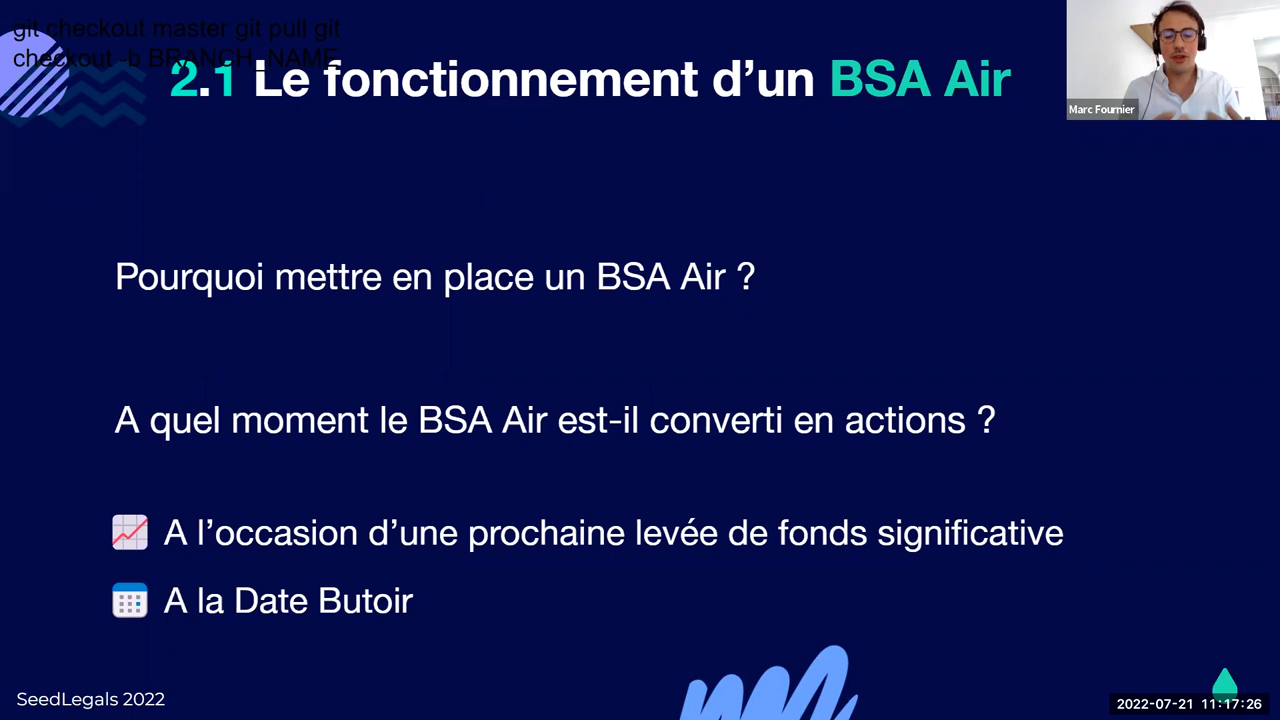 git checkout master git pull git
checkout -b BRANCH_NAME
2.1 Le fonctionnement d’un BSA Air
Marc Fournier
Pourquoi mettre en place un BSA Air ?
A quel moment le BSA Air est-il converti en actions ?
A l’occasion d’une prochaine levée de fonds significative
A la Date Butoir
SeedLegals 2022
2022-07-21 11:17:26